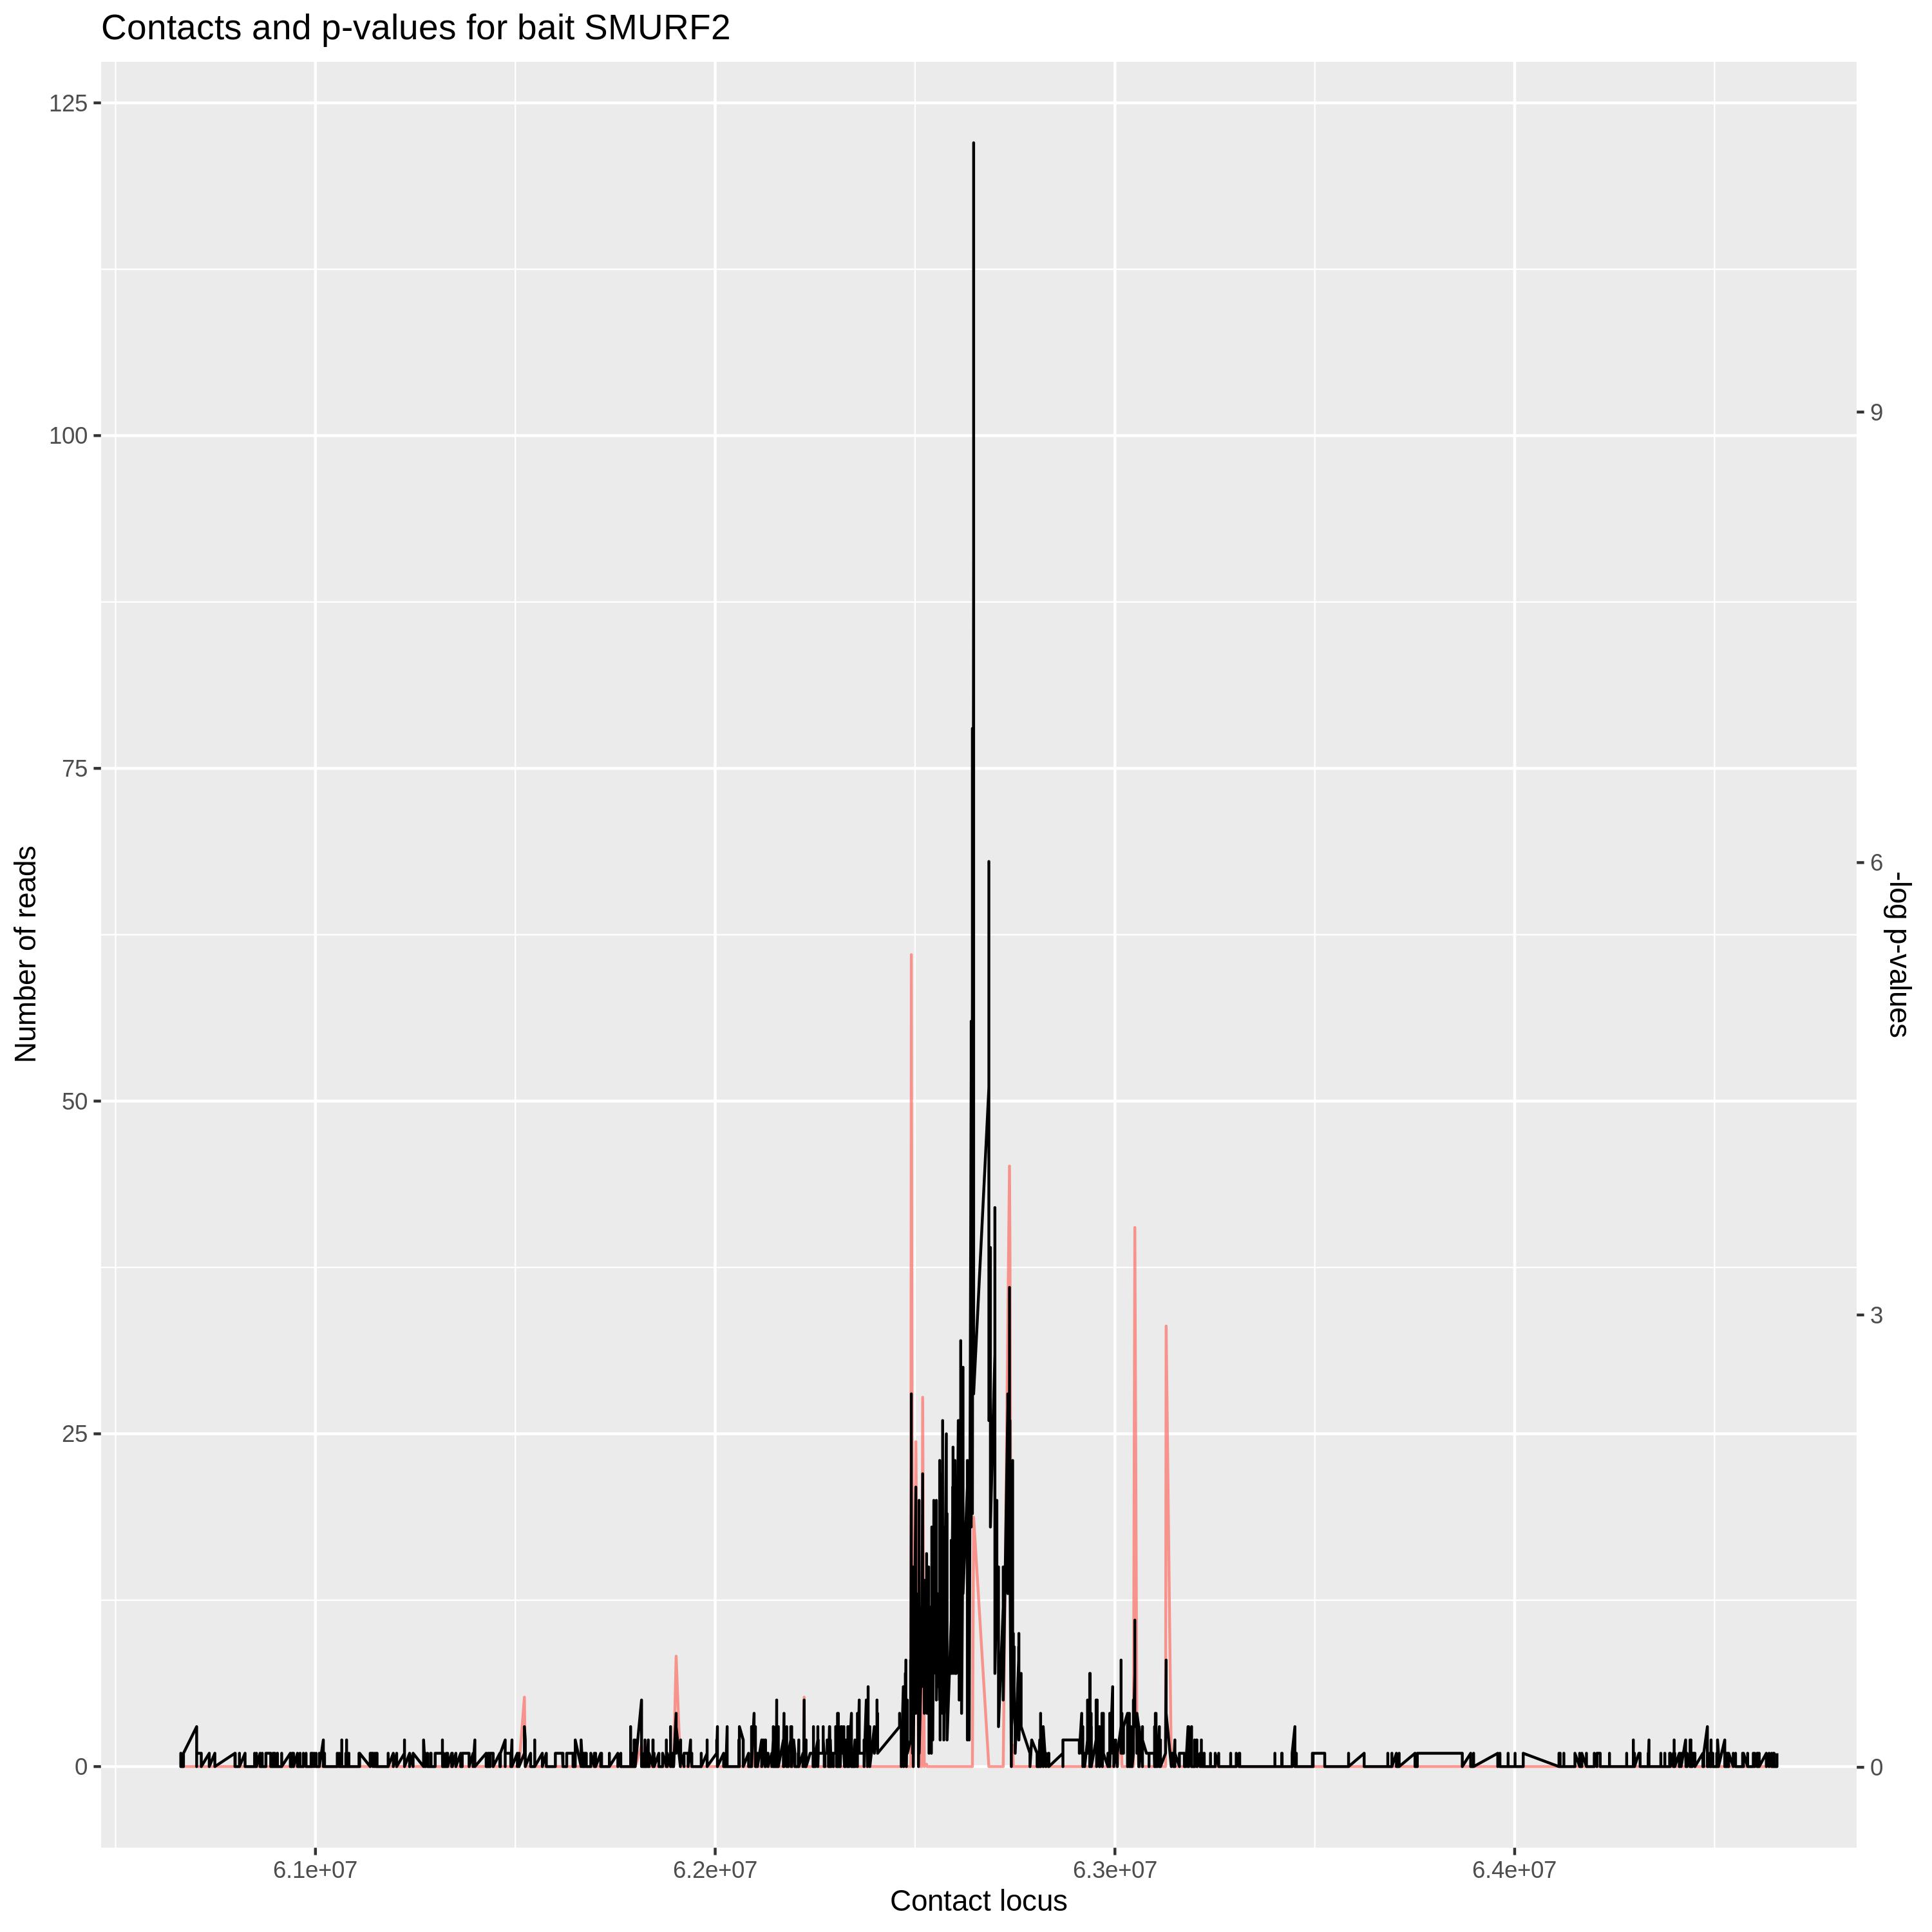 Contacts and p-values for bait SMURF2
125
100
75
50
25
0
Number of reads
9
6
3
0
-log p-values
6.1e+07
6.2e+07
6.3e+07
6.4e+07
Contact locus